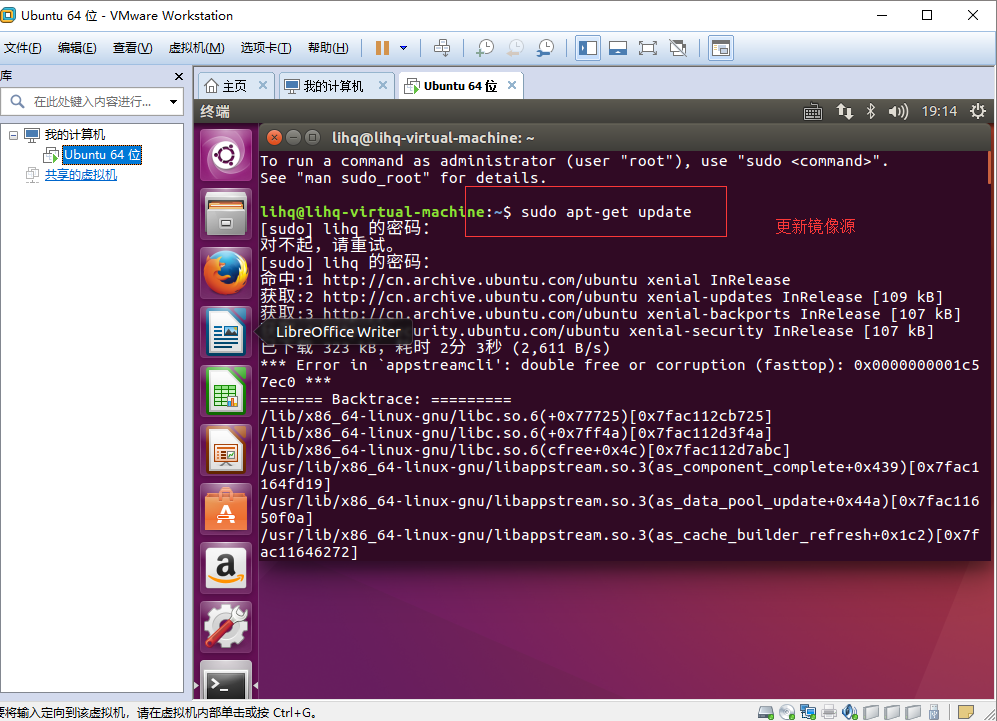 Ubuntu 64 位 - VMware Workstation
文件(F) 编辑(E) 查看(V) 虚拟机(M) 选项卡(T) 帮助(H)
库
在此处键入内容进行...
我的计算机
Ubuntu 64 位
共享的虚拟机
主页 我的计算机 Ubuntu 64 位
终端 19:14
lihq@lihq-virtual-machine: ~
To run a command as administrator (user "root"), use "sudo <command>".
See "man sudo_root" for details.
lihq@lihq-virtual-machine:~$ sudo apt-get update
更新镜像源
[sudo] lihq 的密码：
对不起，请重试。
[sudo] lihq 的密码：
命中:1 http://cn.archive.ubuntu.com/ubuntu xenial InRelease
获取:2 http://cn.archive.ubuntu.com/ubuntu xenial-updates InRelease [109 kB]
获取:3 http://cn.archive.ubuntu.com/ubuntu xenial-backports InRelease [107 kB]
LibreOffice Writer
curity.ubuntu.com/ubuntu xenial-security InRelease [107 kB]
已下载 323 kB，耗时 2分 3秒 (2,611 B/s)
*** Error in `appstreamcli': double free or corruption (fasttop): 0x0000000001c5
7ec0 ***
======= Backtrace: =========
/lib/x86_64-linux-gnu/libc.so.6(+0x77725)[0x7fac112cb725]
/lib/x86_64-linux-gnu/libc.so.6(+0x7ff4a)[0x7fac112d3f4a]
/lib/x86_64-linux-gnu/libc.so.6(cfree+0x4c)[0x7fac112d7abc]
/usr/lib/x86_64-linux-gnu/libappstream.so.3(as_component_complete+0x439)[0x7fac1
164fd19]
/usr/lib/x86_64-linux-gnu/libappstream.so.3(as_data_pool_update+0x44a)[0x7fac116
50f0a]
/usr/lib/x86_64-linux-gnu/libappstream.so.3(as_cache_builder_refresh+0x1c2)[0x7f
ac11646272]
要将输入定向到该虚拟机，请在虚拟机内部单击或按 Ctrl+G。